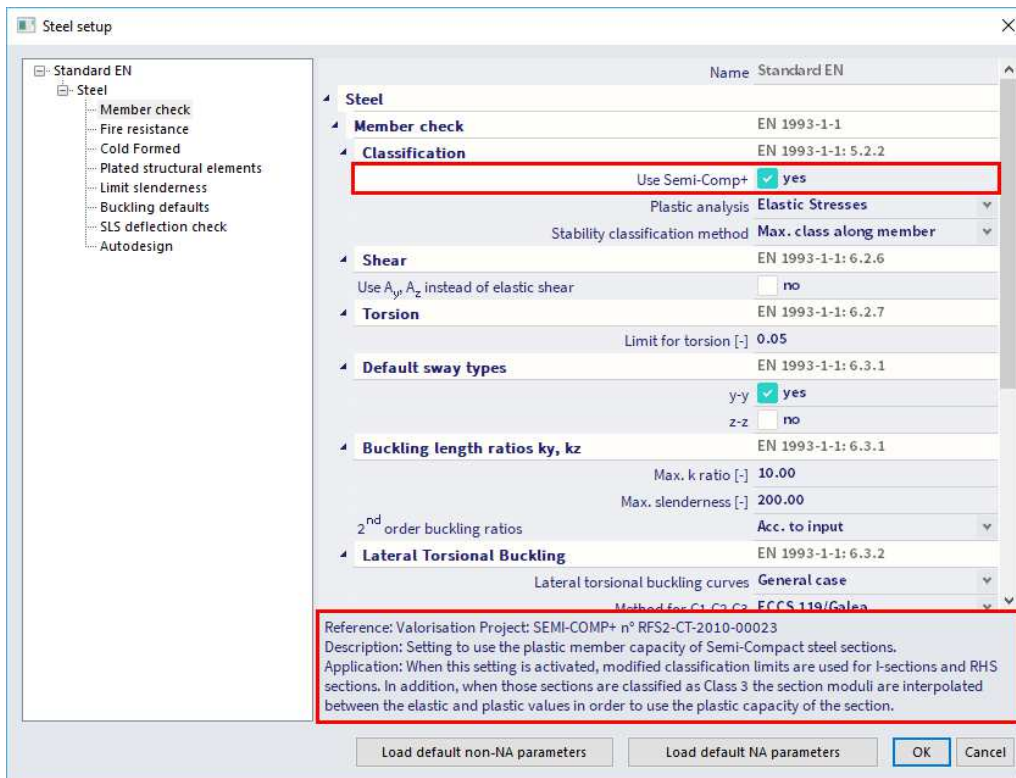 Steel setup
Standard EN
Steel
Member check
Fire resistance
Cold Formed
Plated structural elements
Limit slenderness
Buckling defaults
SLS deflection check
Autodesign
Name Standard EN
Steel
Member check EN 1993-1-1
Classification EN 1993-1-1: 5.2.2
Use Semi-Comp+ yes
Plastic analysis Elastic Stresses
Stability classification method Max. class along member
Shear EN 1993-1-1: 6.2.6
Use Ay, Az instead of elastic shear no
Torsion EN 1993-1-1: 6.2.7
Limit for torsion [-] 0.05
Default sway types EN 1993-1-1: 6.3.1
y-y yes
z-z no
Buckling length ratios ky, kz EN 1993-1-1: 6.3.1
Max. k ratio [-] 10.00
Max. slenderness [-] 200.00
2nd order buckling ratios Acc. to input
Lateral Torsional Buckling EN 1993-1-1: 6.3.2
Lateral torsional buckling curves General case
Method for C1 C2 C3 ECCS 119/Galea
Reference: Valorisation Project: SEMI-COMP+ n° RFS2-CT-2010-00023
Description: Setting to use the plastic member capacity of Semi-Compact steel sections.
Application: When this setting is activated, modified classification limits are used for I-sections and RHS
sections. In addition, when those sections are classified as Class 3 the section moduli are interpolated
between the elastic and plastic values in order to use the plastic capacity of the section.
Load default non-NA parameters Load default NA parameters OK Cancel